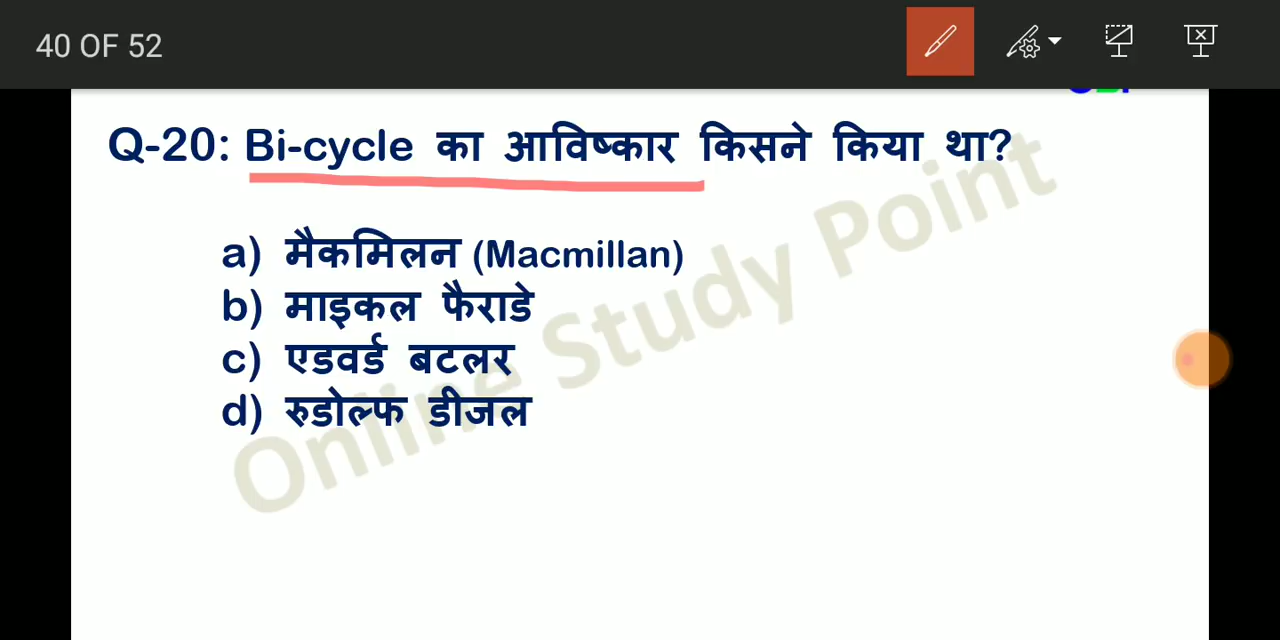 40 OF 52
Q-20: Bi-cycle का आविष्कार किसने किया था?
a) मैकमिलन (Macmillan)
b) माइकल फैराडे
c) एडवर्ड बटलर
d) रुडोल्फ डीजल
Online Study Point